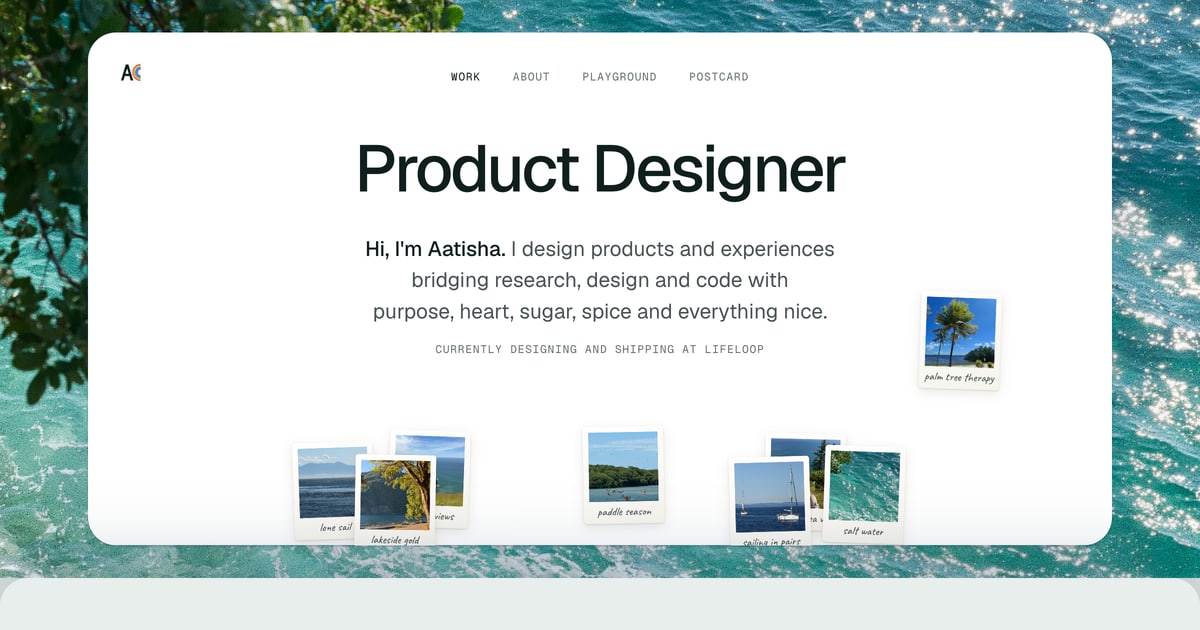 AC
WORK ABOUT PLAYGROUND POSTCARD
Product Designer
Hi, I'm Aatisha. I design products and experiences
bridging research, design and code with
purpose, heart, sugar, spice and everything nice.
CURRENTLY DESIGNING AND SHIPPING AT LIFELOOP
palm tree therapy
paddle season
views
lone sail
lakeside gold
salt water
sailing in pairs